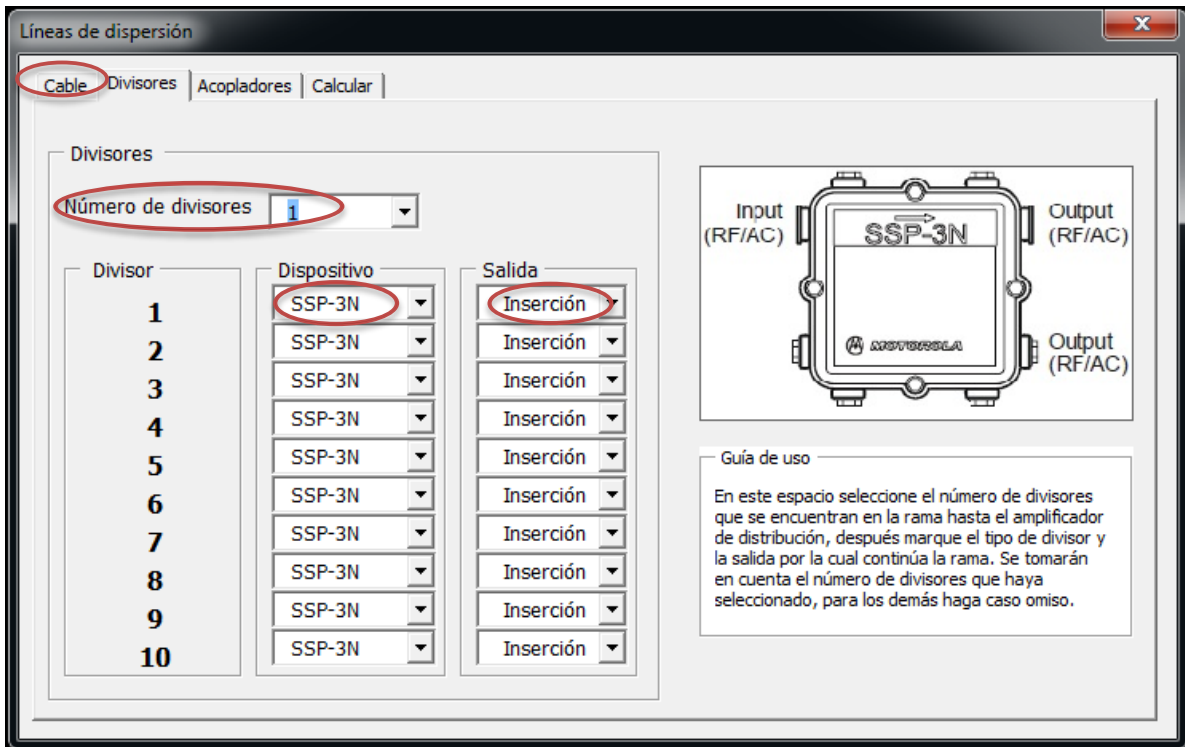 Líneas de dispersión
x
Cable Divisores Acopladores Calcular
Divisores
Número de divisores 1
Divisor Dispositivo Salida
1 SSP-3N Inserción
2 SSP-3N Inserción
3 SSP-3N Inserción
4 SSP-3N Inserción
5 SSP-3N Inserción
6 SSP-3N Inserción
7 SSP-3N Inserción
8 SSP-3N Inserción
9 SSP-3N Inserción
10 SSP-3N Inserción
Input
(RF/AC)
SSP-3N
MOTOROLA
Output
(RF/AC)
Output
(RF/AC)
Guía de uso
En este espacio seleccione el número de divisores
que se encuentran en la rama hasta el amplificador
de distribución, después marque el tipo de divisor y
la salida por la cual continúa la rama. Se tomarán
en cuenta el número de divisores que haya
seleccionado, para los demás haga caso omiso.